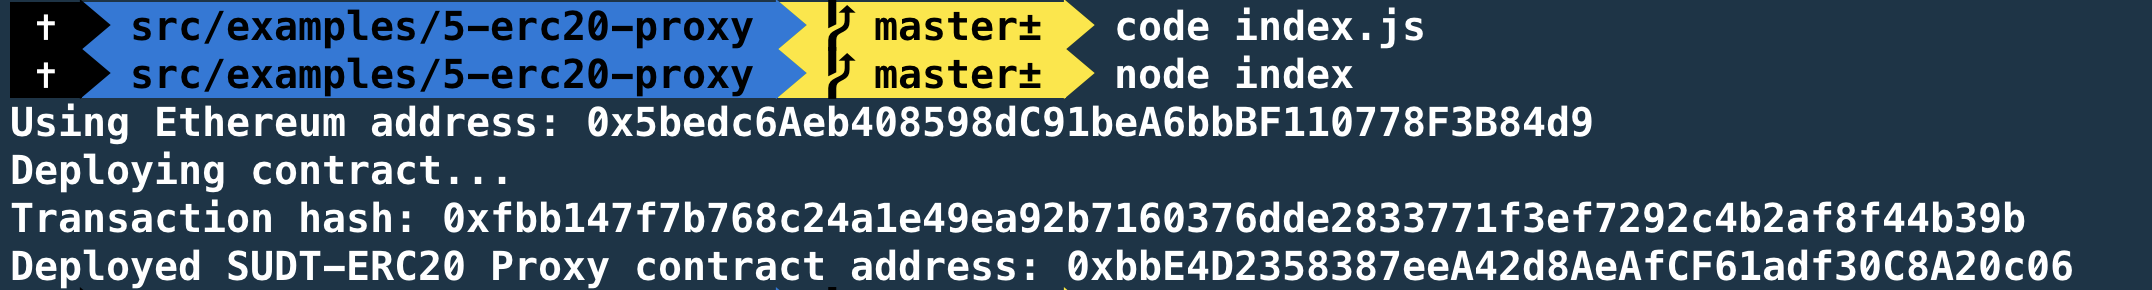 † src/examples/5-erc20-proxy master± code index.js
† src/examples/5-erc20-proxy master± node index
Using Ethereum address: 0x5bedc6Aeb408598dC91beA6bbBF110778F3B84d9
Deploying contract...
Transaction hash: 0xfbb147f7b768c24a1e49ea92b7160376dde2833771f3ef7292c4b2af8f44b39b
Deployed SUDT-ERC20 Proxy contract address: 0xbbE4D2358387eeA42d8AeAfCF61adf30C8A20c06